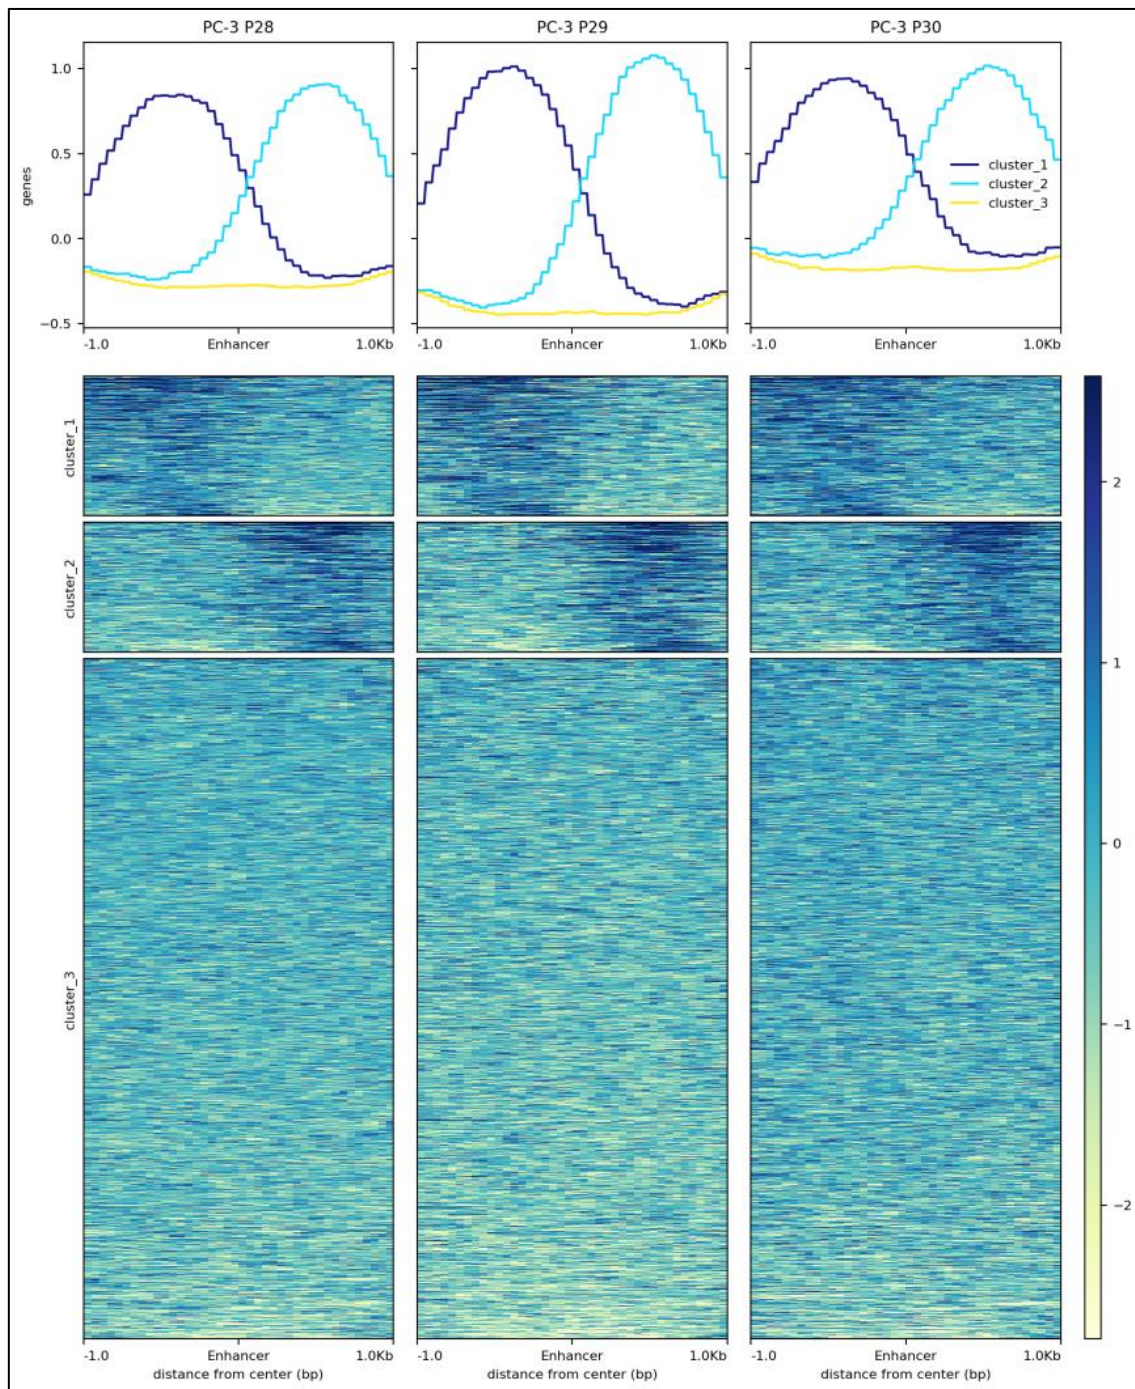 PC-3 P28
PC-3 P29
PC-3 P30
genes
1.0
0.5
0.0
−0.5
cluster_1
cluster_2
cluster_3
-1.0 Enhancer 1.0Kb
-1.0 Enhancer 1.0Kb
-1.0 Enhancer 1.0Kb
cluster_1
cluster_2
cluster_3
2
1
0
−1
−2
-1.0 Enhancer 1.0Kb
-1.0 Enhancer 1.0Kb
-1.0 Enhancer 1.0Kb
distance from center (bp)
distance from center (bp)
distance from center (bp)